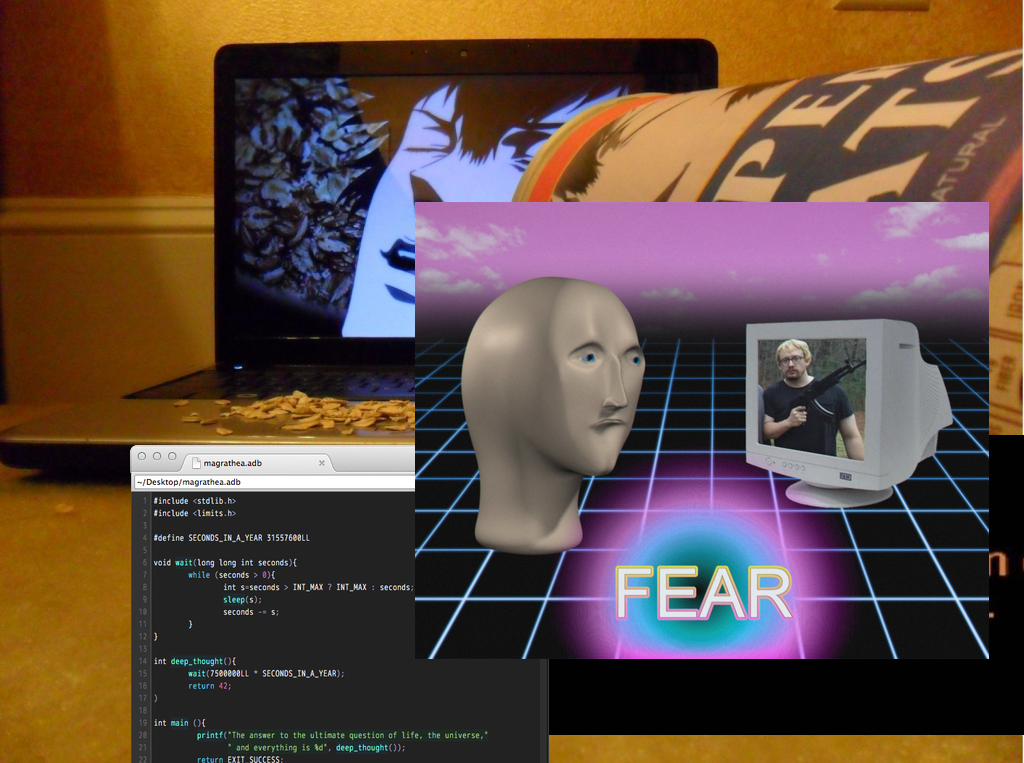 NATURAL
IRON
FIBER
FEAR
magrathea.adb
~/Desktop/magrathea.adb
1 #include <stdlib.h>
2 #include <limits.h>
3
4 #define SECONDS_IN_A_YEAR 31557600LL
5
6 void wait(long long int seconds){
7 while (seconds > 0){
8 int s=seconds > INT_MAX ? INT_MAX : seconds;
9 sleep(s);
10 seconds -= s;
11 }
12 }
13
14 int deep_thought(){
15 wait(7500000LL * SECONDS_IN_A_YEAR);
16 return 42;
17 )
18
19 int main (){
20 printf("The answer to the ultimate question of life, the universe,"
21 " and everything is %d", deep_thought());
22 return EXIT_SUCCESS;